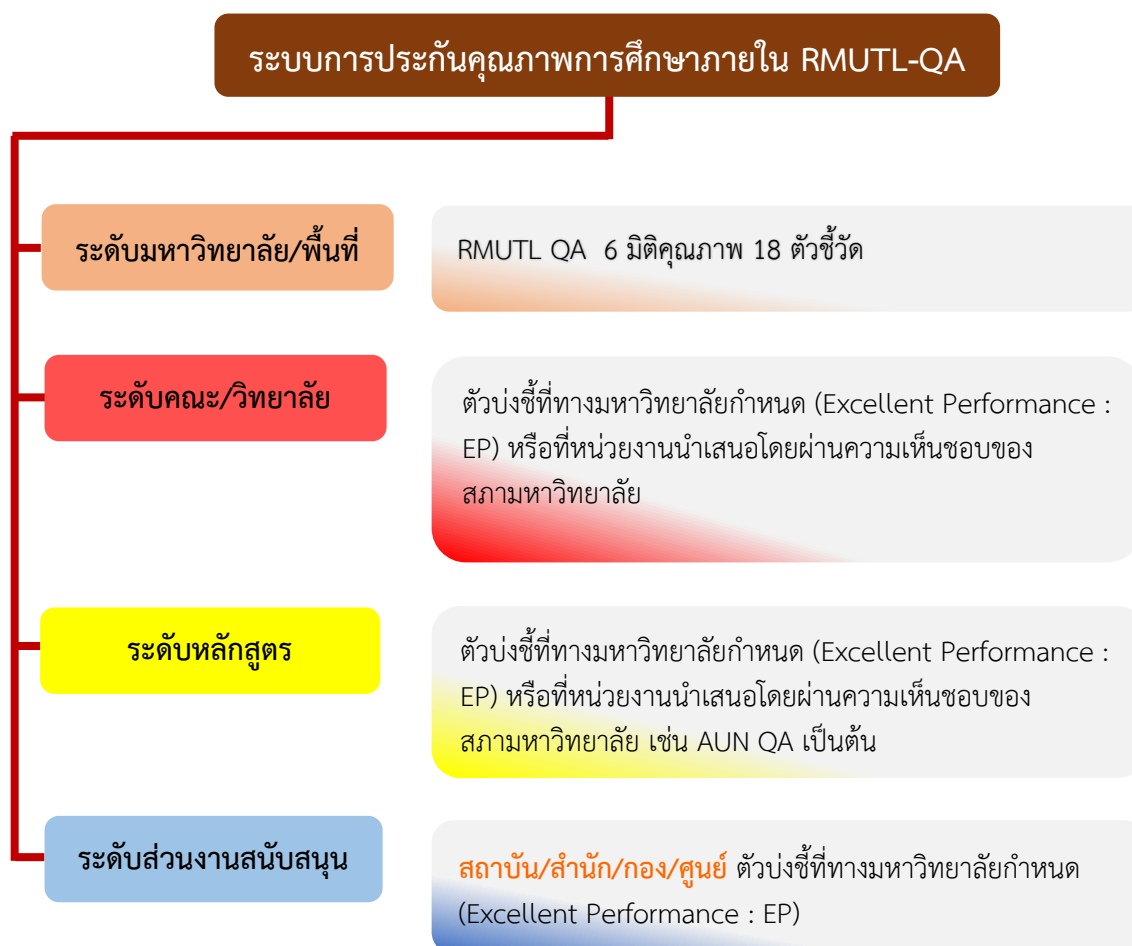 ระบบการประกันคุณภาพการศึกษาภายใน RMUTL-QA
ระดับมหาวิทยาลัย/พื้นที่
RMUTL QA 6 มิติคุณภาพ 18 ตัวชี้วัด
ระดับคณะ/วิทยาลัย
ตัวบ่งชี้ที่ทางมหาวิทยาลัยกำหนด (Excellent Performance :
EP) หรือที่หน่วยงานนำเสนอโดยผ่านความเห็นชอบของ
สภามหาวิทยาลัย
ระดับหลักสูตร
ตัวบ่งชี้ที่ทางมหาวิทยาลัยกำหนด (Excellent Performance :
EP) หรือที่หน่วยงานนำเสนอโดยผ่านความเห็นชอบของ
สภามหาวิทยาลัย เช่น AUN QA เป็นต้น
ระดับส่วนงานสนับสนุน
สถาบัน/สำนัก/กอง/ศูนย์ ตัวบ่งชี้ที่ทางมหาวิทยาลัยกำหนด
(Excellent Performance : EP)